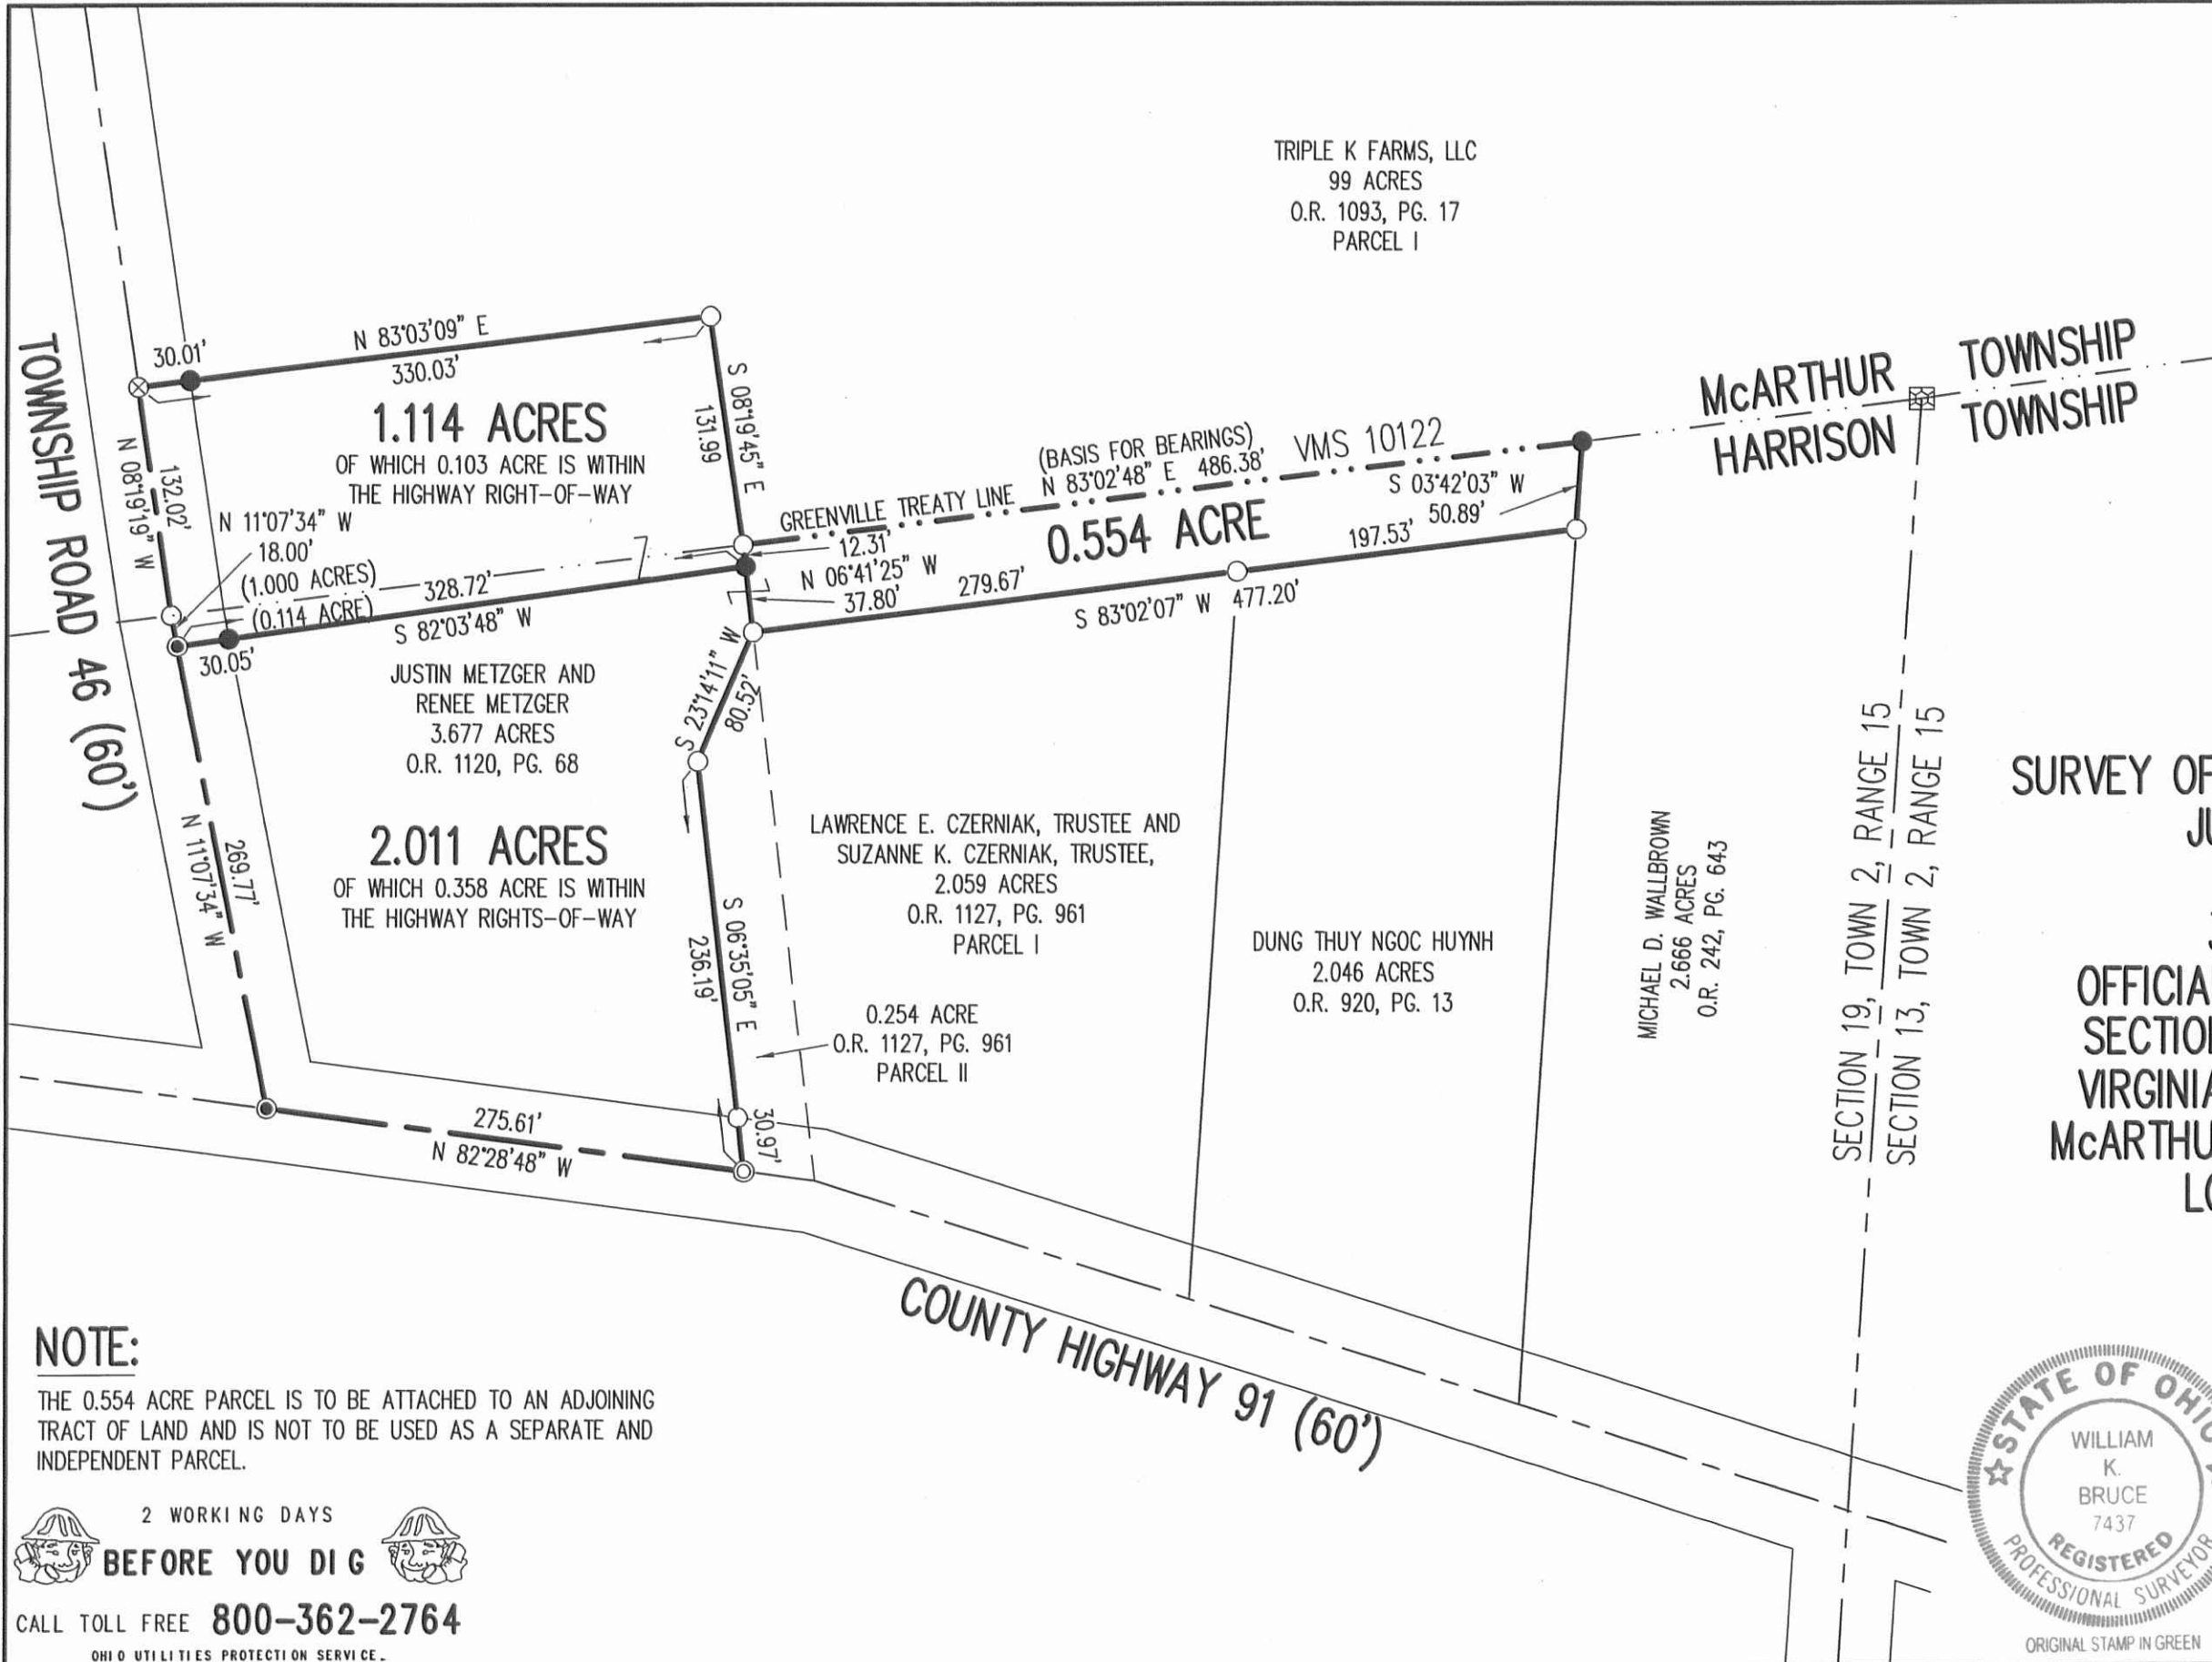 TRIPLE K FARMS, LLC
99 ACRES
O.R. 1093, PG. 17
PARCEL I
TOWNSHIP ROAD 46 (60')
30.01'
N 83°03'09" E
330.03'
1.114 ACRES
OF WHICH 0.103 ACRE IS WITHIN
THE HIGHWAY RIGHT-OF-WAY
S 08°19'45" E
131.99
N 08°19'19" W
132.02'
N 11°07'34" W
18.00'
(1.000 ACRES)
(0.114 ACRE)
328.72'
S 82°03'48" W
30.05'
GREENVILLE TREATY LINE
(BASIS FOR BEARINGS)
N 83°02'48" E 486.38'
VMS 10122
0.554 ACRE
12.31'
N 06°41'25" W
37.80'
279.67'
197.53'
S 83°02'07" W 477.20'
S 03°42'03" W
50.89'
McARTHUR TOWNSHIP
HARRISON TOWNSHIP
JUSTIN METZGER AND
RENEE METZGER
3.677 ACRES
O.R. 1120, PG. 68
2.011 ACRES
OF WHICH 0.358 ACRE IS WITHIN
THE HIGHWAY RIGHTS-OF-WAY
S 23°14'11" W
80.52'
N 11°07'34" W
269.77'
S 06°35'05" E
236.19'
30.97'
275.61'
N 82°28'48" W
LAWRENCE E. CZERNIAK, TRUSTEE AND
SUZANNE K. CZERNIAK, TRUSTEE,
2.059 ACRES
O.R. 1127, PG. 961
PARCEL I
0.254 ACRE
O.R. 1127, PG. 961
PARCEL II
DUNG THUY NGOC HUYNH
2.046 ACRES
O.R. 920, PG. 13
MICHAEL D. WALLBROWN
2.666 ACRES
O.R. 242, PG. 643
SECTION 19, TOWN 2, RANGE 15
SECTION 13, TOWN 2, RANGE 15
SURVEY OF
JU
OFFICIA
SECTIO
VIRGINIA
McARTHU
LO
COUNTY HIGHWAY 91 (60')
NOTE:
THE 0.554 ACRE PARCEL IS TO BE ATTACHED TO AN ADJOINING
TRACT OF LAND AND IS NOT TO BE USED AS A SEPARATE AND
INDEPENDENT PARCEL.
2 WORKING DAYS
BEFORE YOU DIG
CALL TOLL FREE 800-362-2764
OHIO UTILITIES PROTECTION SERVICE.
STATE OF OHIO
WILLIAM
K.
BRUCE
7437
REGISTERED
PROFESSIONAL SURVEYOR
ORIGINAL STAMP IN GREEN